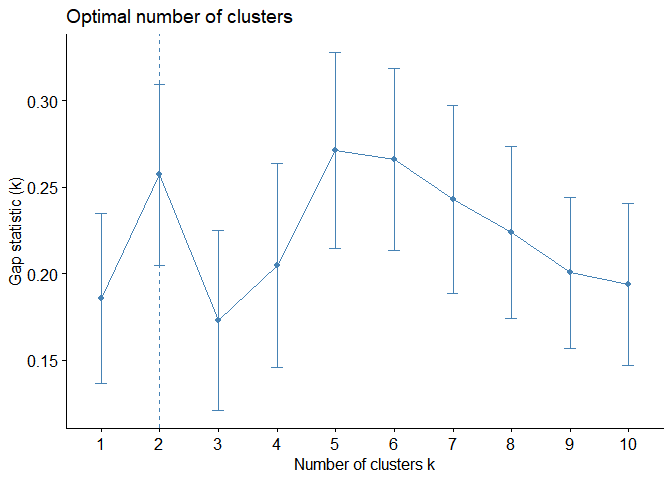 Optimal number of clusters
Gap statistic (k)
0.30
0.25
0.20
0.15
1 2 3 4 5 6 7 8 9 10
Number of clusters k